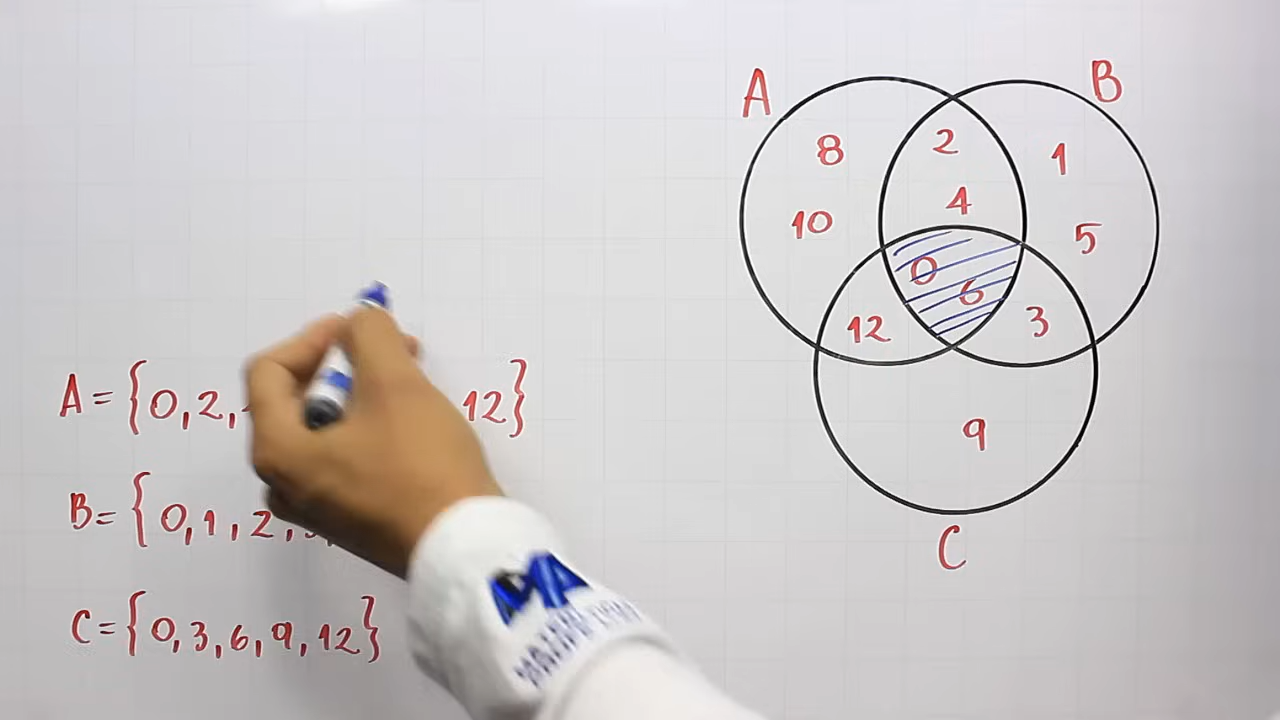 A
B
8
2
1
10
4
5
0
6
12
3
9
C
A = {0, 2, 12}
B = {0, 1, 2,
C = {0, 3, 6, 9, 12}